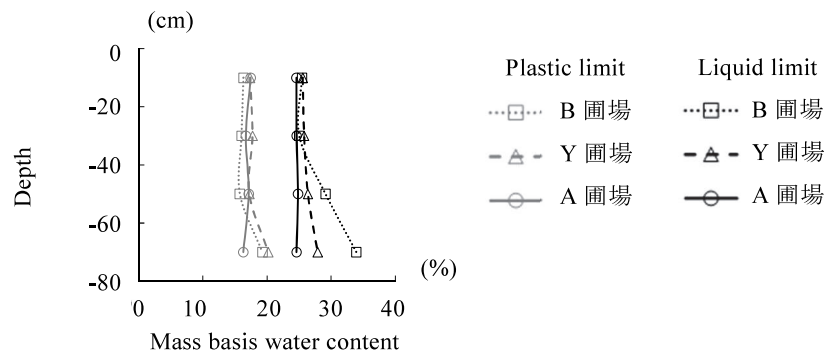 (cm)
0
-20
-40
-60
-80
Depth
0
10
20
30
40
(%)
Mass basis water content
Plastic limit
B 圃場
Y 圃場
A 圃場
Liquid limit
B 圃場
Y 圃場
A 圃場